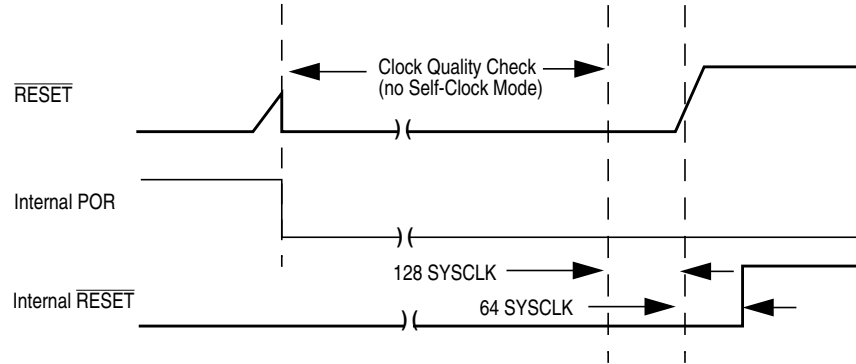 Clock Quality Check
(no Self-Clock Mode)
RESET
Internal POR
128 SYSCLK
Internal RESET
64 SYSCLK